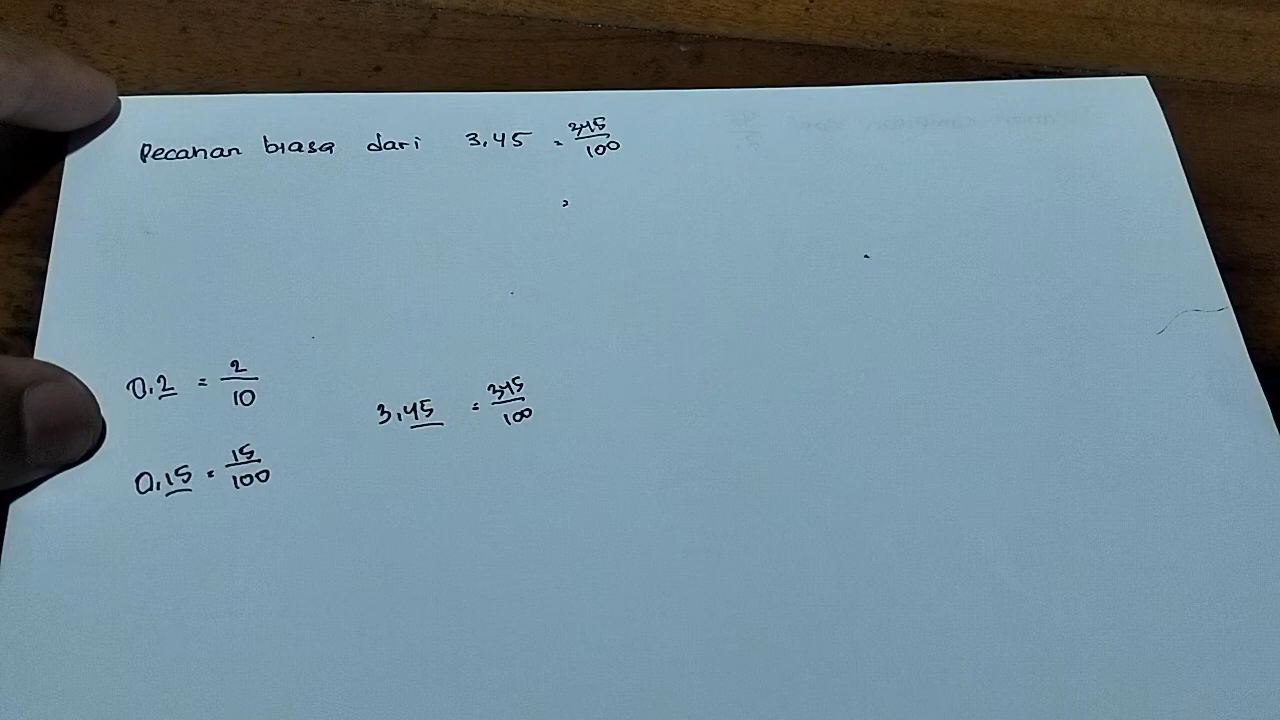 Pecahan biasa dari 3,45 = 345/100
0,2 = 2/10
3,45 = 345/100
0,15 = 15/100